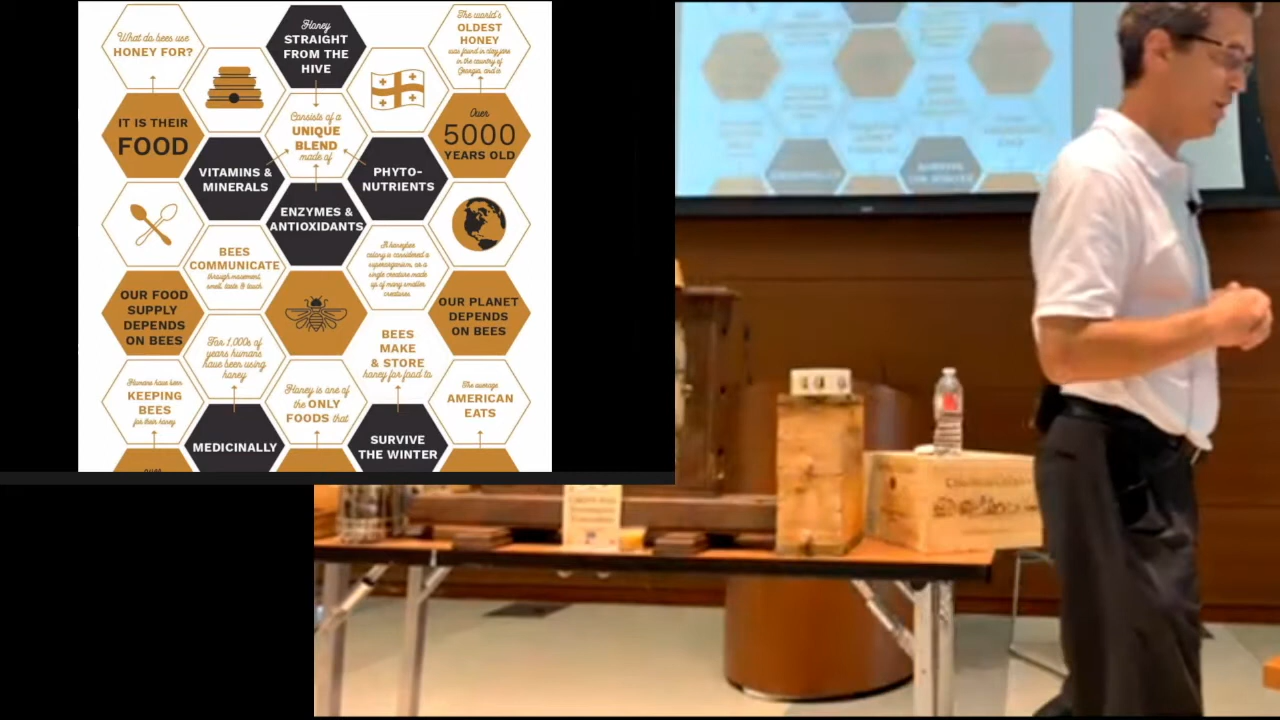 What do bees use
HONEY FOR?
Honey
STRAIGHT
FROM THE
HIVE
The world's
OLDEST
HONEY
was found in clay jars
in the country of
Georgia, and is
IT IS THEIR
FOOD
Consists of a
UNIQUE
BLEND
made of
Over
5000
YEARS OLD
VITAMINS &
MINERALS
PHYTO-
NUTRIENTS
ENZYMES &
ANTIOXIDANTS
BEES
COMMUNICATE
through movement,
smell, taste & touch
A honeybee
colony is considered a
superorganism, as a
single creature made
up of many smaller
creatures.
OUR FOOD
SUPPLY
DEPENDS
ON BEES
OUR PLANET
DEPENDS
ON BEES
For 1,000s of
years humans
have been using
honey
BEES
MAKE
& STORE
honey for food to
Humans have been
KEEPING
BEES
for their honey
Honey is one of
the ONLY
FOODS that
The average
AMERICAN
EATS
MEDICINALLY
SURVIVE
THE WINTER